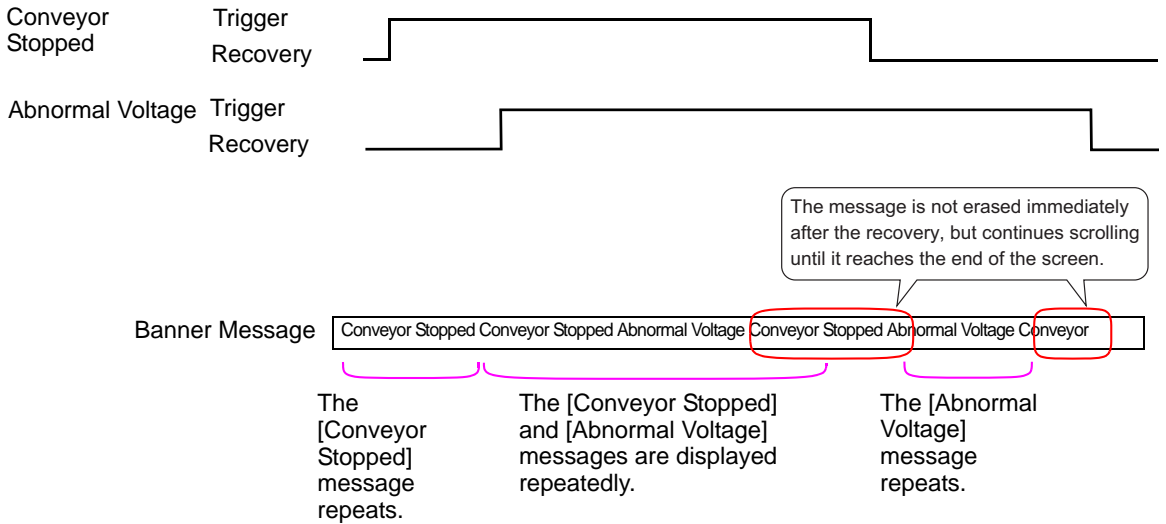 Conveyor
Stopped
Trigger
Recovery
Abnormal Voltage
Trigger
Recovery
The message is not erased immediately
after the recovery, but continues scrolling
until it reaches the end of the screen.
Banner Message
Conveyor Stopped Conveyor Stopped Abnormal Voltage Conveyor Stopped Abnormal Voltage Conveyor
The
[Conveyor
Stopped]
message
repeats.
The [Conveyor Stopped]
and [Abnormal Voltage]
messages are displayed
repeatedly.
The [Abnormal
Voltage]
message
repeats.